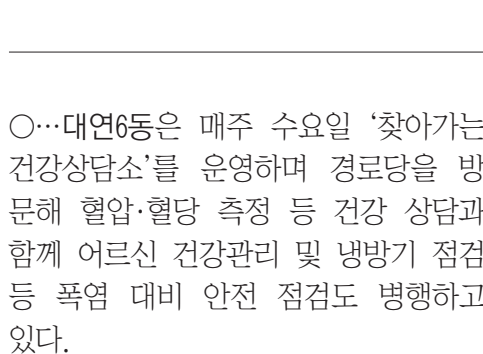 ○…대연6동은 매주 수요일 ‘찾아가는
건강상담소’를 운영하며 경로당을 방
문해 혈압·혈당 측정 등 건강 상담과
함께 어르신 건강관리 및 냉방기 점검
등 폭염 대비 안전 점검도 병행하고
있다.